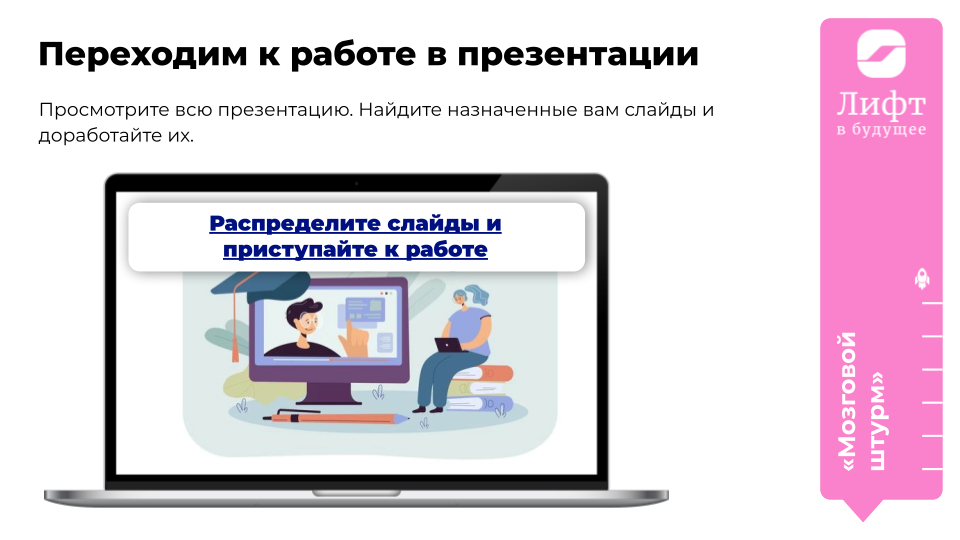 Переходим к работе в презентации
Просмотрите всю презентацию. Найдите назначенные вам слайды и
доработайте их.
Распределите слайды и
приступайте к работе
Лифт
в будущее
«Мозговой
штурм»